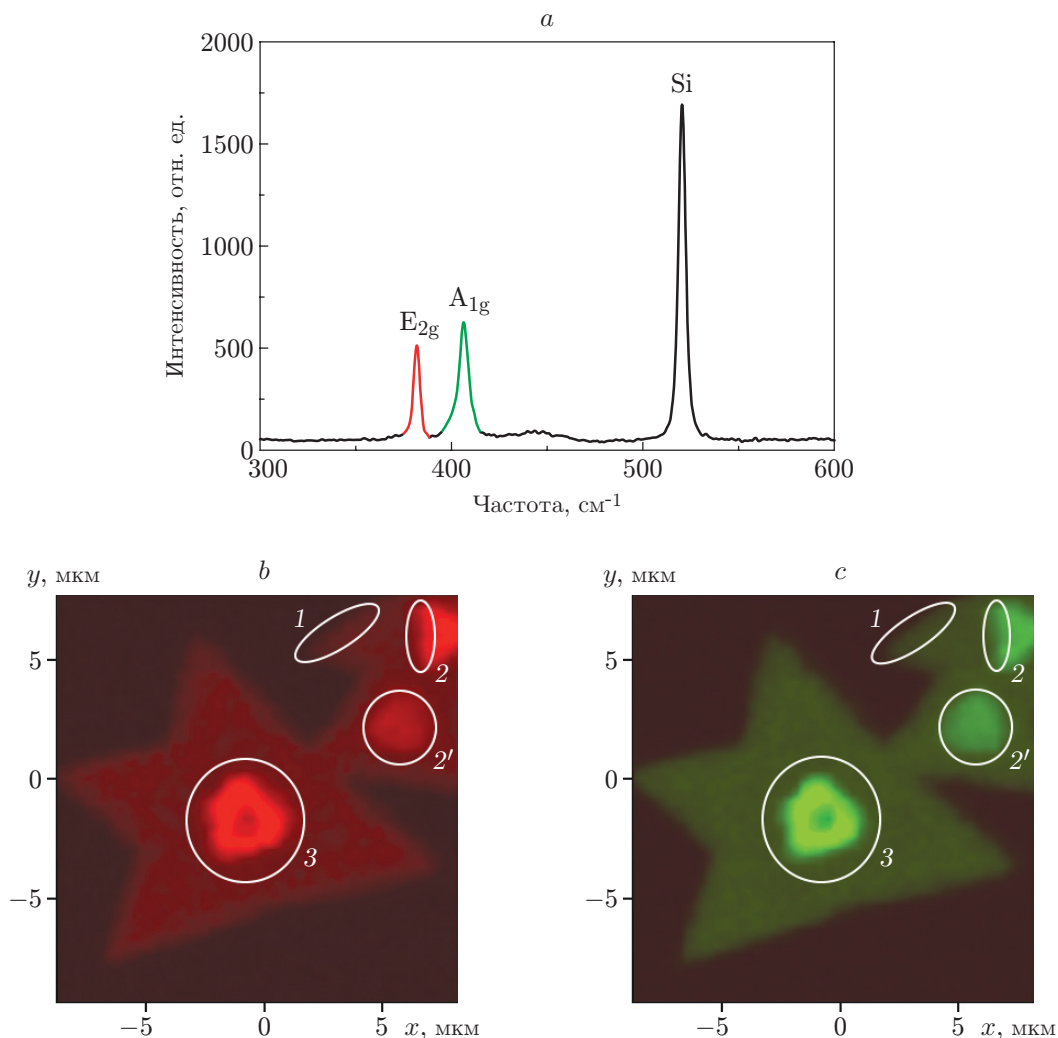 a
2000
1500
1000
500
0
Интенсивность, отн. ед.
Si
A1g
E2g
300 400 500 600
Частота, см-1
y, мкм b
1
2
2′
3
5
0
−5
−5 0 5 x, мкм
y, мкм c
1
2
2′
3
5
0
−5
−5 0 5 x, мкм